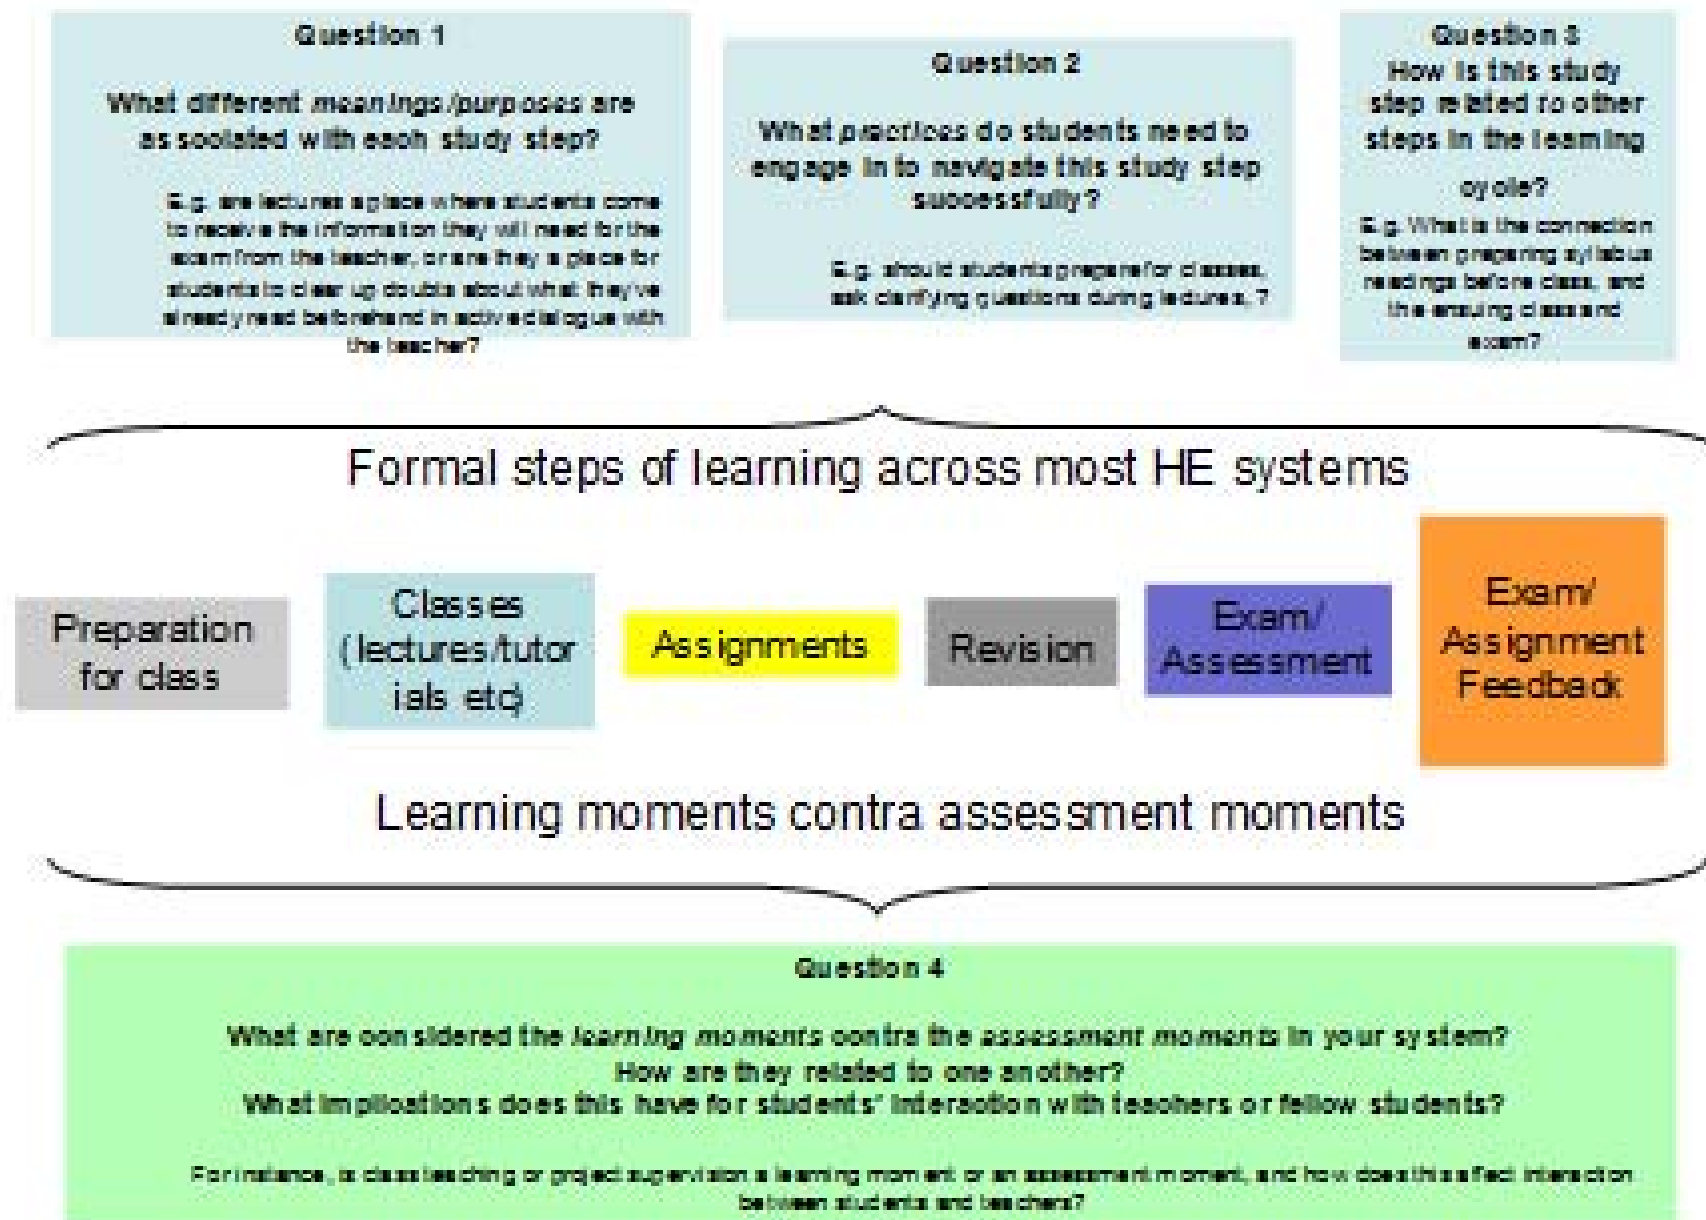 Question 1
What different meanings/purposes are
associated with each study step?
E.g. are lectures a place where students come
to receive the information they will need for the
exam from the teacher, or are they a place for
students to clear up doubts about what they've
already read beforehand in active dialogue with
the teacher?
Question 2
What practices do students need to
engage in to navigate this study step
successfully?
E.g. should students prepare for classes,
ask clarifying questions during lectures, ?
Question 3
How is this study
step related to other
steps in the learning
cycle?
E.g. What is the connection
between preparing syllabus
readings before class, and
the ensuing class and
exam?
Formal steps of learning across most HE systems
Preparation
for class
Classes
(lectures/tutor
ials etc)
Assignments
Revision
Exam/
Assessment
Exam/
Assignment
Feedback
Learning moments contra assessment moments
Question 4
What are considered the learning moments contra the assessment moments in your system?
How are they related to one another?
What implications does this have for students' interaction with teachers or fellow students?
For instance, is class teaching or project supervision a learning moment or an assessment moment, and how does this affect interaction
between students and teachers?